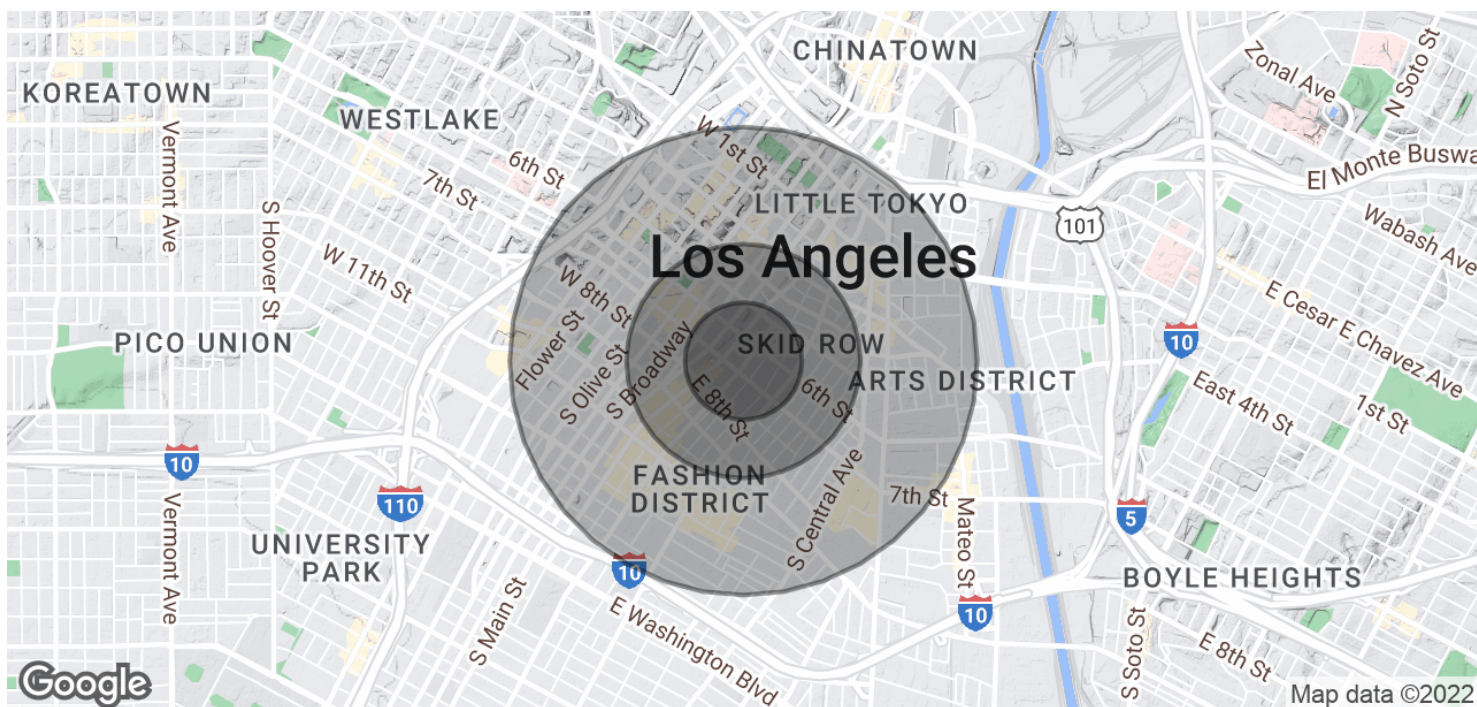 CHINATOWN
KOREATOWN
WESTLAKE
Zonal Ave
N Soto St
Vermont Ave
S Hoover St
6th St
7th St
W 1st St
El Monte Buswa
LITTLE TOKYO
101
Wabash Ave
Los Angeles
W 11th St
W 8th St
E Cesar E Chavez Ave
PICO UNION
Flower St
S Olive St
S Broadway
SKID ROW
10
ARTS DISTRICT
6th St
E 8th St
East 4th St
1st St
10
110
FASHION
DISTRICT
S Central Ave
7th St
Mateo St
5
Vermont Ave
UNIVERSITY
PARK
10
BOYLE HEIGHTS
S Main St
E Washington Blvd
10
S Soto St
E 8th St
Google
Map data ©2022